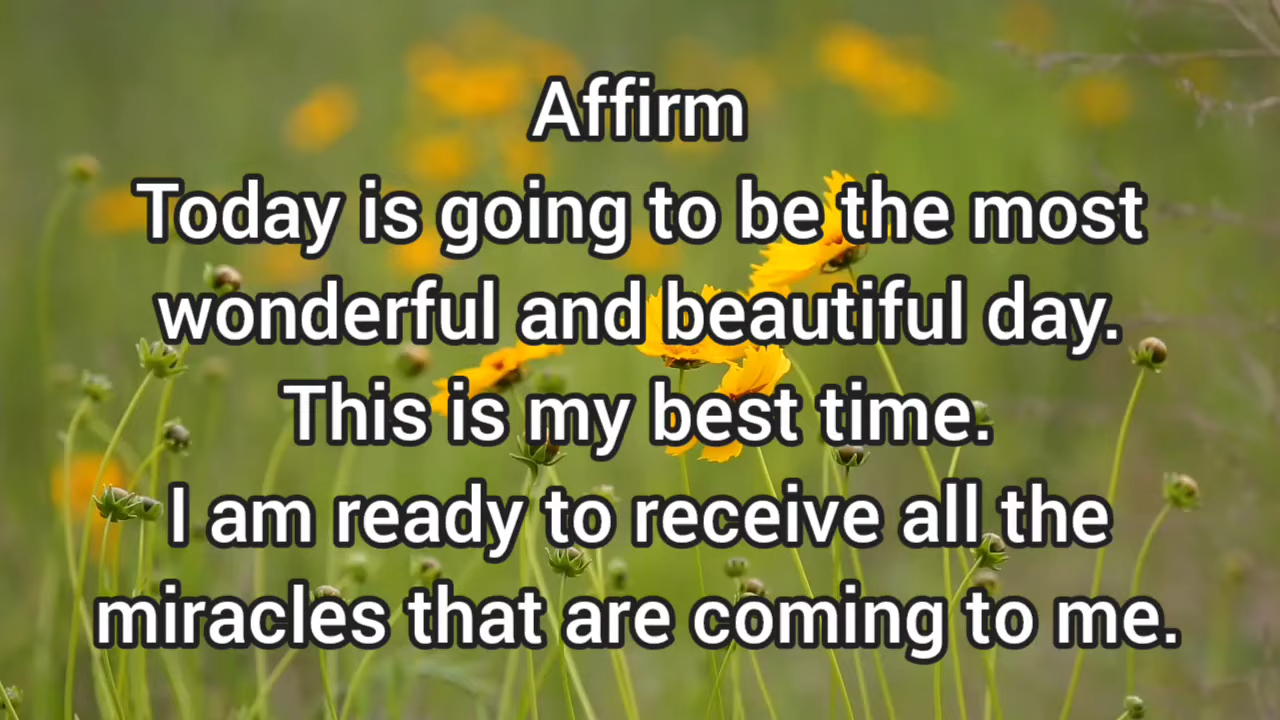 Affirm
Today is going to be the most
wonderful and beautiful day.
This is my best time.
I am ready to receive all the
miracles that are coming to me.